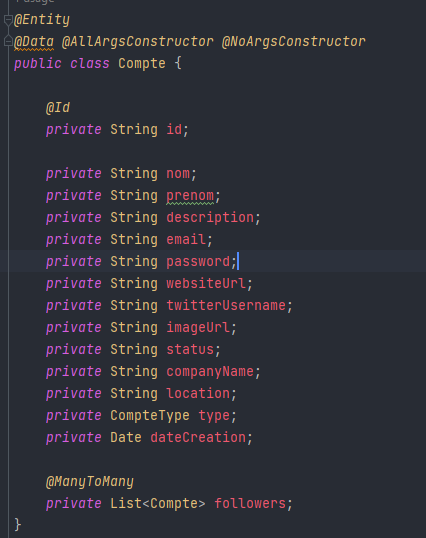 1 usage
@Entity
@Data @AllArgsConstructor @NoArgsConstructor
public class Compte {
@Id
private String id;
private String nom;
private String prenom;
private String description;
private String email;
private String password;
private String websiteUrl;
private String twitterUsername;
private String imageUrl;
private String status;
private String companyName;
private String location;
private CompteType type;
private Date dateCreation;
@ManyToMany
private List<Compte> followers;
}